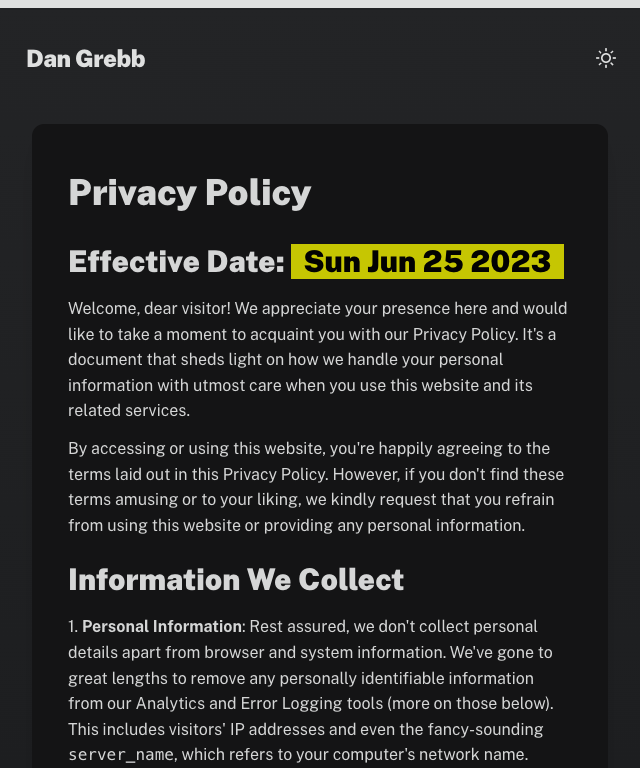 Dan Grebb
Privacy Policy
Effective Date: Sun Jun 25 2023
Welcome, dear visitor! We appreciate your presence here and would
like to take a moment to acquaint you with our Privacy Policy. It's a
document that sheds light on how we handle your personal
information with utmost care when you use this website and its
related services.
By accessing or using this website, you're happily agreeing to the
terms laid out in this Privacy Policy. However, if you don't find these
terms amusing or to your liking, we kindly request that you refrain
from using this website or providing any personal information.
Information We Collect
1. Personal Information: Rest assured, we don't collect personal
details apart from browser and system information. We've gone to
great lengths to remove any personally identifiable information
from our Analytics and Error Logging tools (more on those below).
This includes visitors' IP addresses and even the fancy-sounding
server_name, which refers to your computer's network name.